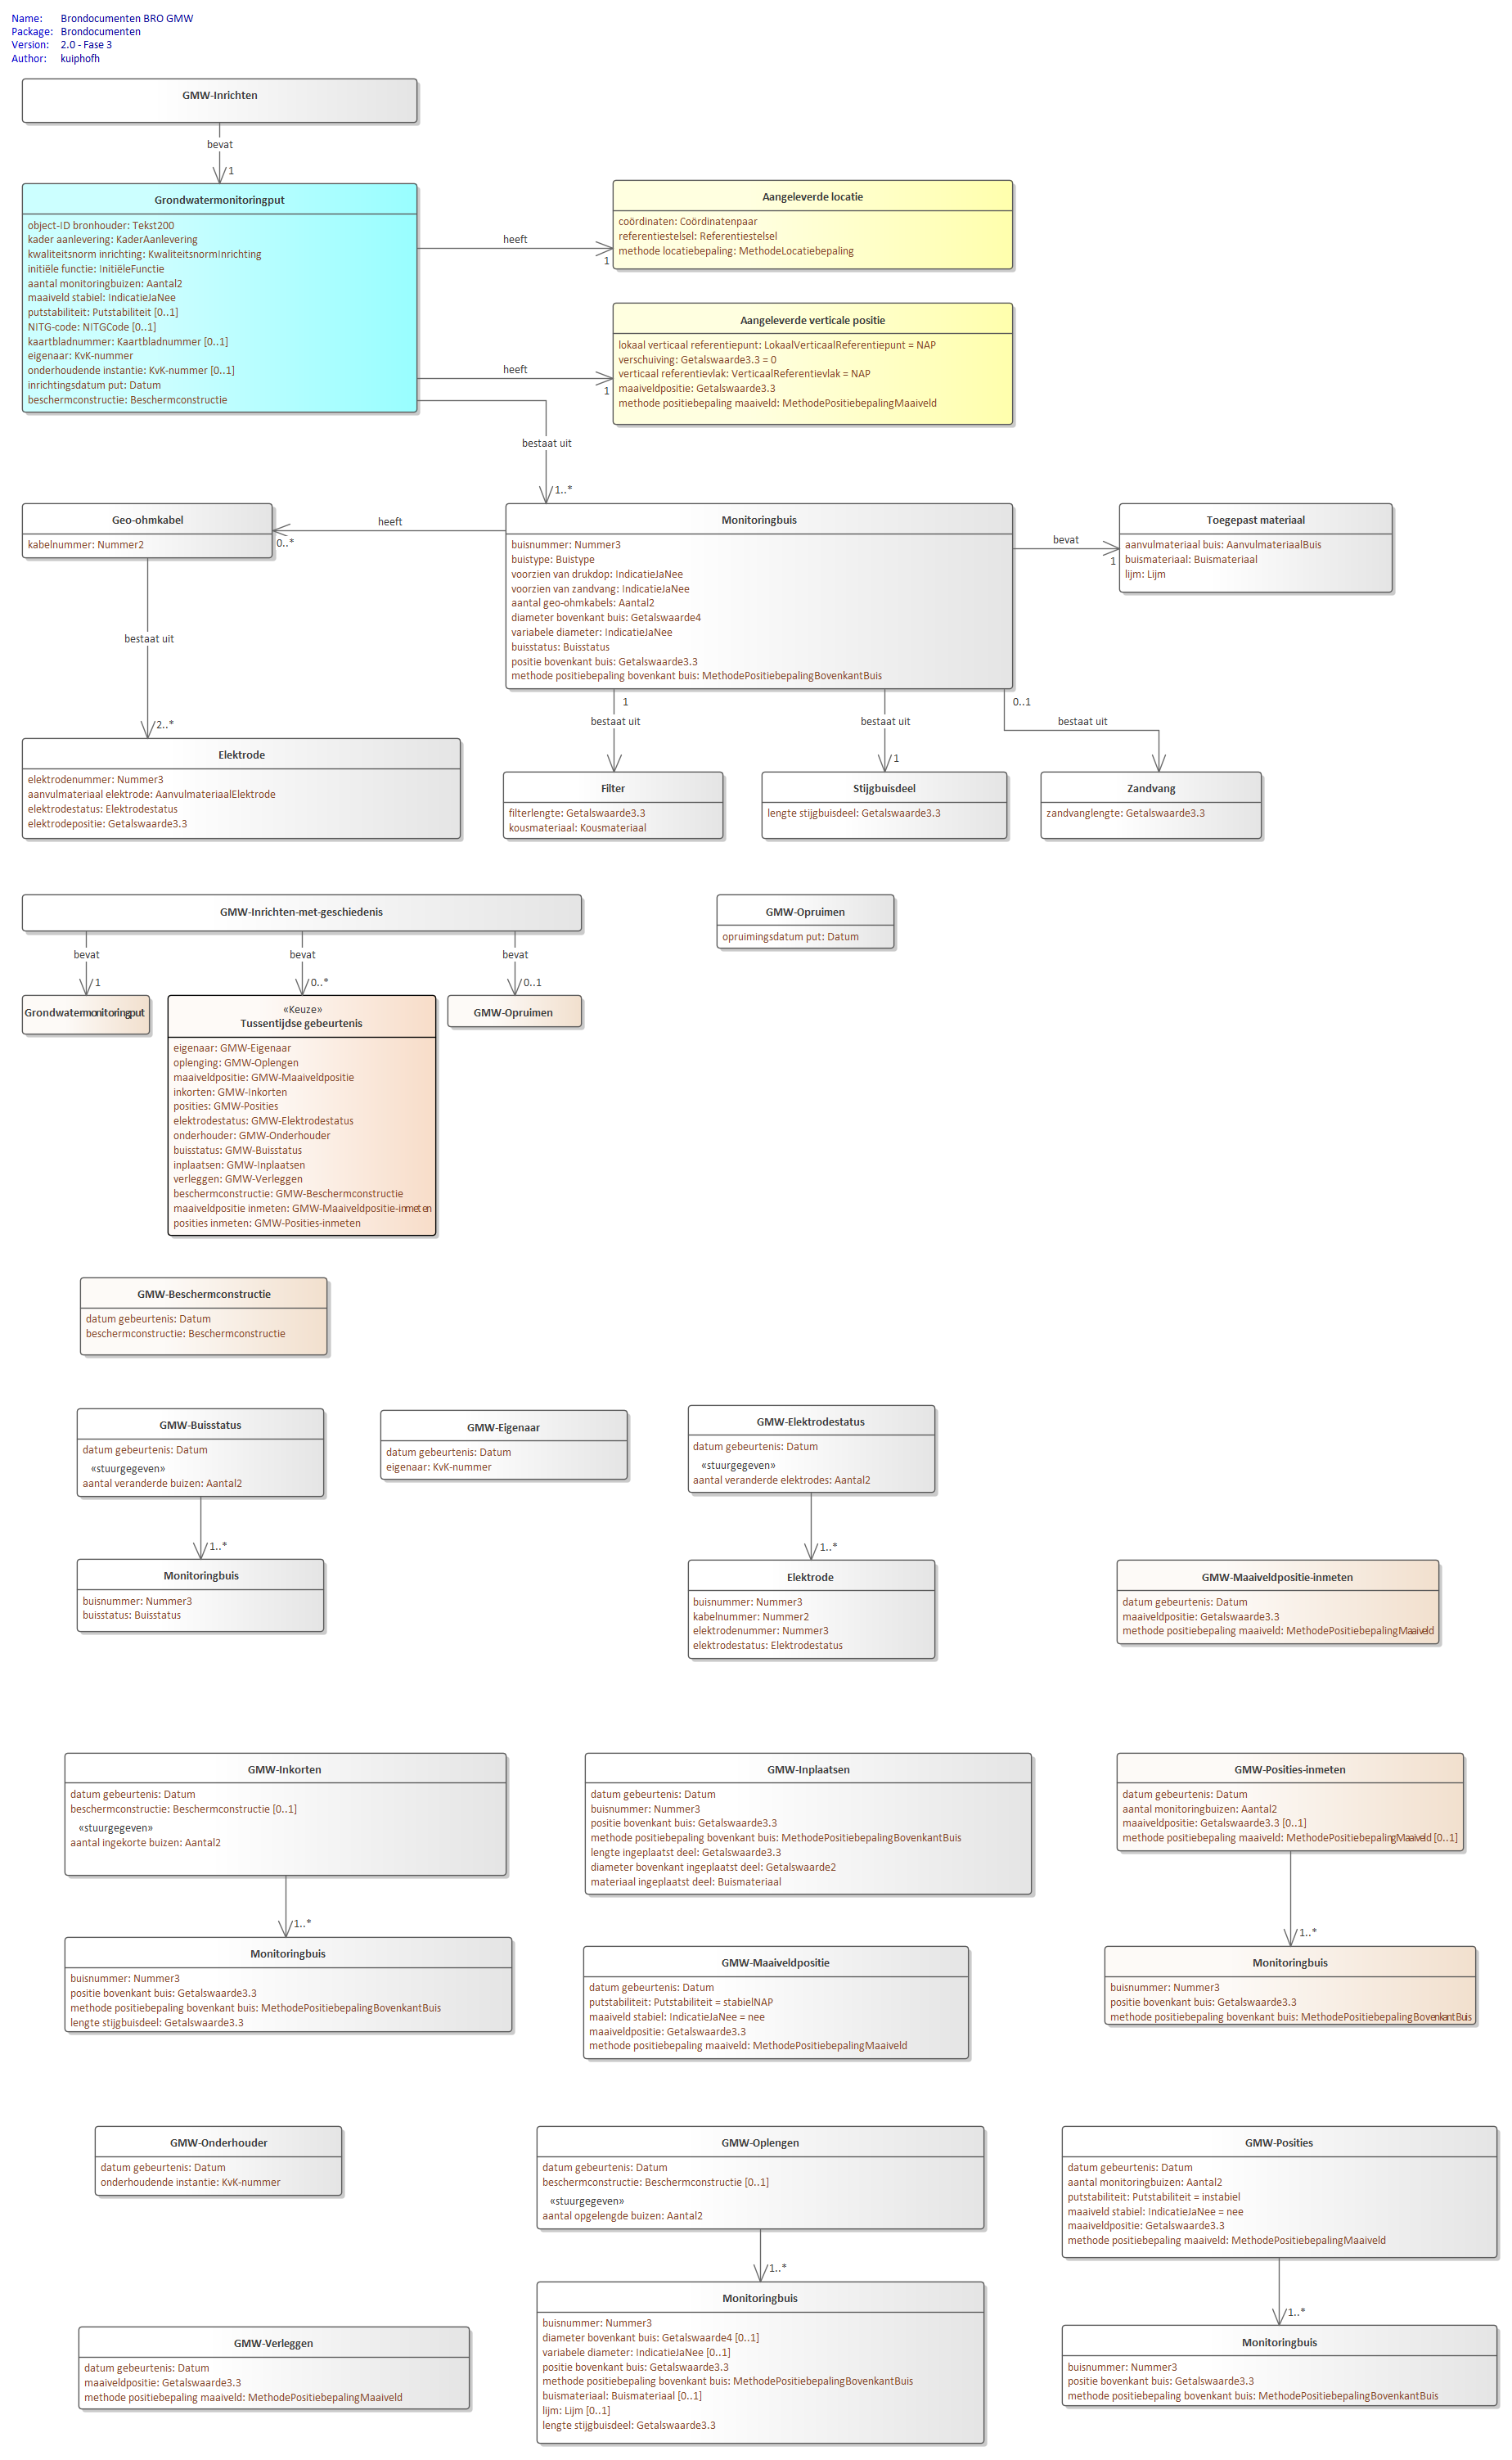 Name: Brondocumenten BRO GMW
Package: Brondocumenten
Version: 2.0 - Fase 3
Author: kuiphofh
GMW-Inrichten
bevat
1
Grondwatermonitoringput
object-ID bronhouder: Tekst200
kader aanlevering: KaderAanlevering
kwaliteitsnorm inrichting: KwaliteitsnormInrichting
initiële functie: InitiëleFunctie
aantal monitoringbuizen: Aantal2
maaiveld stabiel: IndicatieJaNee
putstabiliteit: Putstabiliteit [0..1]
NITG-code: NITGCode [0..1]
kaartbladnummer: Kaartbladnummer [0..1]
eigenaar: KvK-nummer
onderhoudende instantie: KvK-nummer [0..1]
inrichtingsdatum put: Datum
beschermconstructie: Beschermconstructie
heeft
1
Aangeleverde locatie
coördinaten: Coördinatenpaar
referentiestelsel: Referentiestelsel
methode locatiebepaling: MethodeLocatiebepaling
heeft
1
Aangeleverde verticale positie
lokaal verticaal referentiepunt: LokaalVerticaalReferentiepunt = NAP
verschuiving: Getalswaarde3.3 = 0
verticaal referentievlak: VerticaalReferentievlak = NAP
maaiveldpositie: Getalswaarde3.3
methode positiebepaling maaiveld: MethodePositiebepalingMaaiveld
bestaat uit
1..*
Geo-ohmkabel
kabelnummer: Nummer2
heeft
0..*
Monitoringbuis
buisnummer: Nummer3
buistype: Buistype
voorzien van drukdop: IndicatieJaNee
voorzien van zandvang: IndicatieJaNee
aantal geo-ohmkabels: Aantal2
diameter bovenkant buis: Getalswaarde4
variabele diameter: IndicatieJaNee
buisstatus: Buisstatus
positie bovenkant buis: Getalswaarde3.3
methode positiebepaling bovenkant buis: MethodePositiebepalingBovenkantBuis
bevat
1
Toegepast materiaal
aanvulmateriaal buis: AanvulmateriaalBuis
buismateriaal: Buismateriaal
lijm: Lijm
bestaat uit
2..*
Elektrode
elektrodenummer: Nummer3
aanvulmateriaal elektrode: AanvulmateriaalElektrode
elektrodestatus: Elektrodestatus
elektrodepositie: Getalswaarde3.3
1
bestaat uit
Filter
filterlengte: Getalswaarde3.3
kousmateriaal: Kousmateriaal
bestaat uit
1
Stijgbuisdeel
lengte stijgbuisdeel: Getalswaarde3.3
0..1
bestaat uit
Zandvang
zandvanglengte: Getalswaarde3.3
GMW-Inrichten-met-geschiedenis
bevat
1
bevat
0..*
bevat
0..1
GMW-Opruimen
opruimingsdatum put: Datum
Grondwatermonitoringput
«Keuze»
Tussentijdse gebeurtenis
eigenaar: GMW-Eigenaar
oplenging: GMW-Oplengen
maaiveldpositie: GMW-Maaiveldpositie
inkorten: GMW-Inkorten
posities: GMW-Posities
elektrodestatus: GMW-Elektrodestatus
onderhouder: GMW-Onderhouder
buisstatus: GMW-Buisstatus
inplaatsen: GMW-Inplaatsen
verleggen: GMW-Verleggen
beschermconstructie: GMW-Beschermconstructie
maaiveldpositie inmeten: GMW-Maaiveldpositie-inmeten
posities inmeten: GMW-Posities-inmeten
GMW-Opruimen
GMW-Beschermconstructie
datum gebeurtenis: Datum
beschermconstructie: Beschermconstructie
GMW-Buisstatus
datum gebeurtenis: Datum
«stuurgegeven»
aantal veranderde buizen: Aantal2
1..*
Monitoringbuis
buisnummer: Nummer3
buisstatus: Buisstatus
GMW-Eigenaar
datum gebeurtenis: Datum
eigenaar: KvK-nummer
GMW-Elektrodestatus
datum gebeurtenis: Datum
«stuurgegeven»
aantal veranderde elektrodes: Aantal2
1..*
Elektrode
buisnummer: Nummer3
kabelnummer: Nummer2
elektrodenummer: Nummer3
elektrodestatus: Elektrodestatus
GMW-Maaiveldpositie-inmeten
datum gebeurtenis: Datum
maaiveldpositie: Getalswaarde3.3
methode positiebepaling maaiveld: MethodePositiebepalingMaaiveld
GMW-Inkorten
datum gebeurtenis: Datum
beschermconstructie: Beschermconstructie [0..1]
«stuurgegeven»
aantal ingekorte buizen: Aantal2
1..*
Monitoringbuis
buisnummer: Nummer3
positie bovenkant buis: Getalswaarde3.3
methode positiebepaling bovenkant buis: MethodePositiebepalingBovenkantBuis
lengte stijgbuisdeel: Getalswaarde3.3
GMW-Inplaatsen
datum gebeurtenis: Datum
buisnummer: Nummer3
positie bovenkant buis: Getalswaarde3.3
methode positiebepaling bovenkant buis: MethodePositiebepalingBovenkantBuis
lengte ingeplaatst deel: Getalswaarde3.3
diameter bovenkant ingeplaatst deel: Getalswaarde2
materiaal ingeplaatst deel: Buismateriaal
GMW-Posities-inmeten
datum gebeurtenis: Datum
aantal monitoringbuizen: Aantal2
maaiveldpositie: Getalswaarde3.3 [0..1]
methode positiebepaling maaiveld: MethodePositiebepalingMaaiveld [0..1]
1..*
Monitoringbuis
buisnummer: Nummer3
positie bovenkant buis: Getalswaarde3.3
methode positiebepaling bovenkant buis: MethodePositiebepalingBovenkantBuis
GMW-Maaiveldpositie
datum gebeurtenis: Datum
putstabiliteit: Putstabiliteit = stabielNAP
maaiveld stabiel: IndicatieJaNee = nee
maaiveldpositie: Getalswaarde3.3
methode positiebepaling maaiveld: MethodePositiebepalingMaaiveld
GMW-Onderhouder
datum gebeurtenis: Datum
onderhoudende instantie: KvK-nummer
GMW-Oplengen
datum gebeurtenis: Datum
beschermconstructie: Beschermconstructie [0..1]
«stuurgegeven»
aantal opgelengde buizen: Aantal2
1..*
Monitoringbuis
buisnummer: Nummer3
diameter bovenkant buis: Getalswaarde4 [0..1]
variabele diameter: IndicatieJaNee [0..1]
positie bovenkant buis: Getalswaarde3.3
methode positiebepaling bovenkant buis: MethodePositiebepalingBovenkantBuis
buismateriaal: Buismateriaal [0..1]
lijm: Lijm [0..1]
lengte stijgbuisdeel: Getalswaarde3.3
GMW-Posities
datum gebeurtenis: Datum
aantal monitoringbuizen: Aantal2
putstabiliteit: Putstabiliteit = instabiel
maaiveld stabiel: IndicatieJaNee = nee
maaiveldpositie: Getalswaarde3.3
methode positiebepaling maaiveld: MethodePositiebepalingMaaiveld
1..*
Monitoringbuis
buisnummer: Nummer3
positie bovenkant buis: Getalswaarde3.3
methode positiebepaling bovenkant buis: MethodePositiebepalingBovenkantBuis
GMW-Verleggen
datum gebeurtenis: Datum
maaiveldpositie: Getalswaarde3.3
methode positiebepaling maaiveld: MethodePositiebepalingMaaiveld